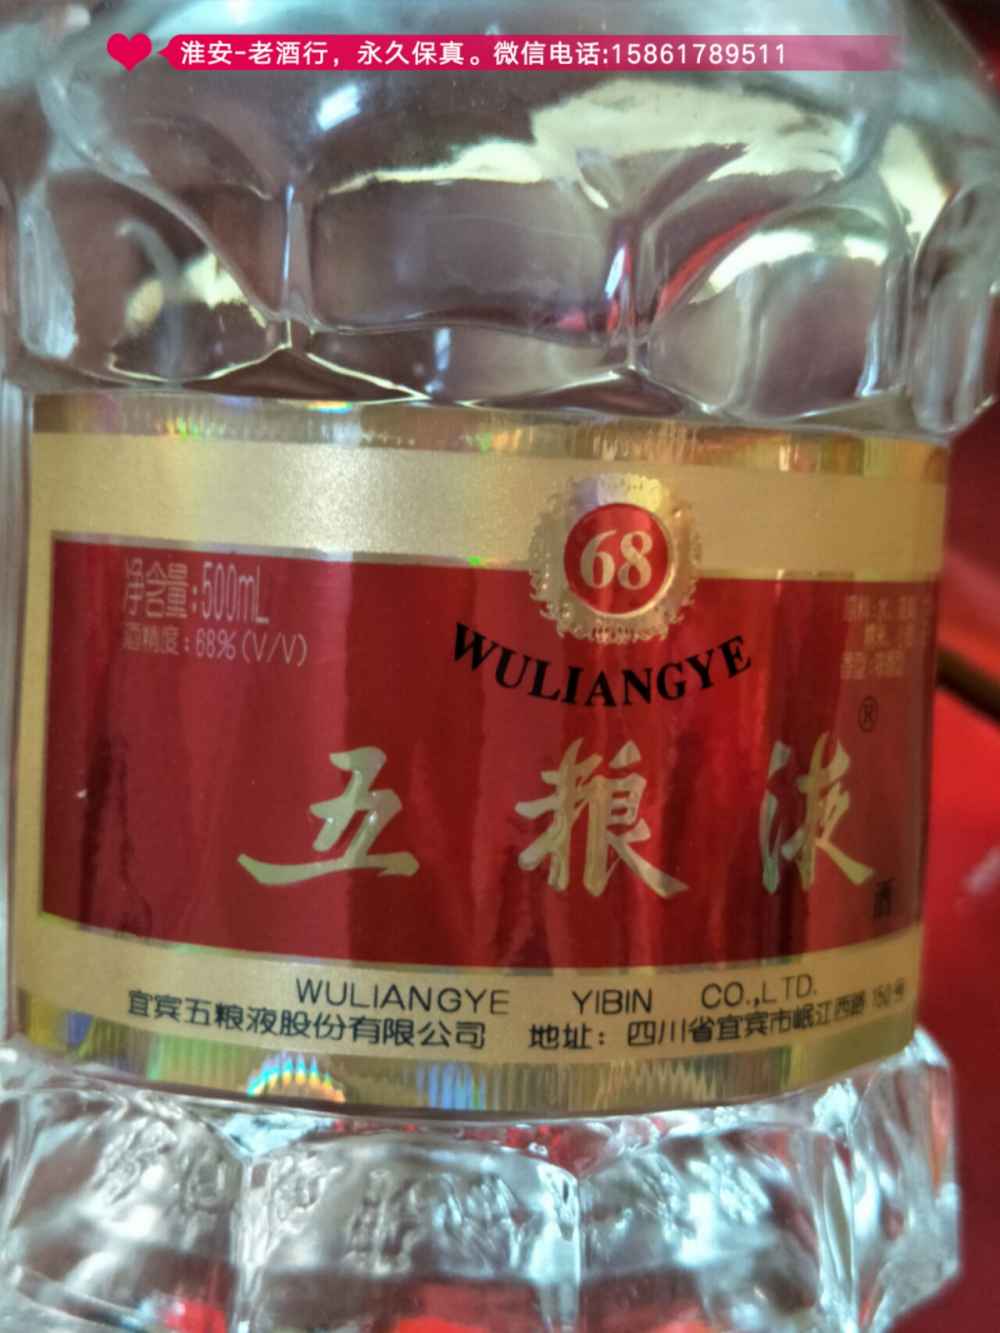 淮安-老酒行，永久保真。微信电话:15861789511
68
净含量:500mL
酒精度:68%(V/V)
WULIANGYE
®
五粮液
酒
WULIANGYE YIBIN CO.,LTD.
宜宾五粮液股份有限公司 地址：四川省宜宾市岷江西路150号